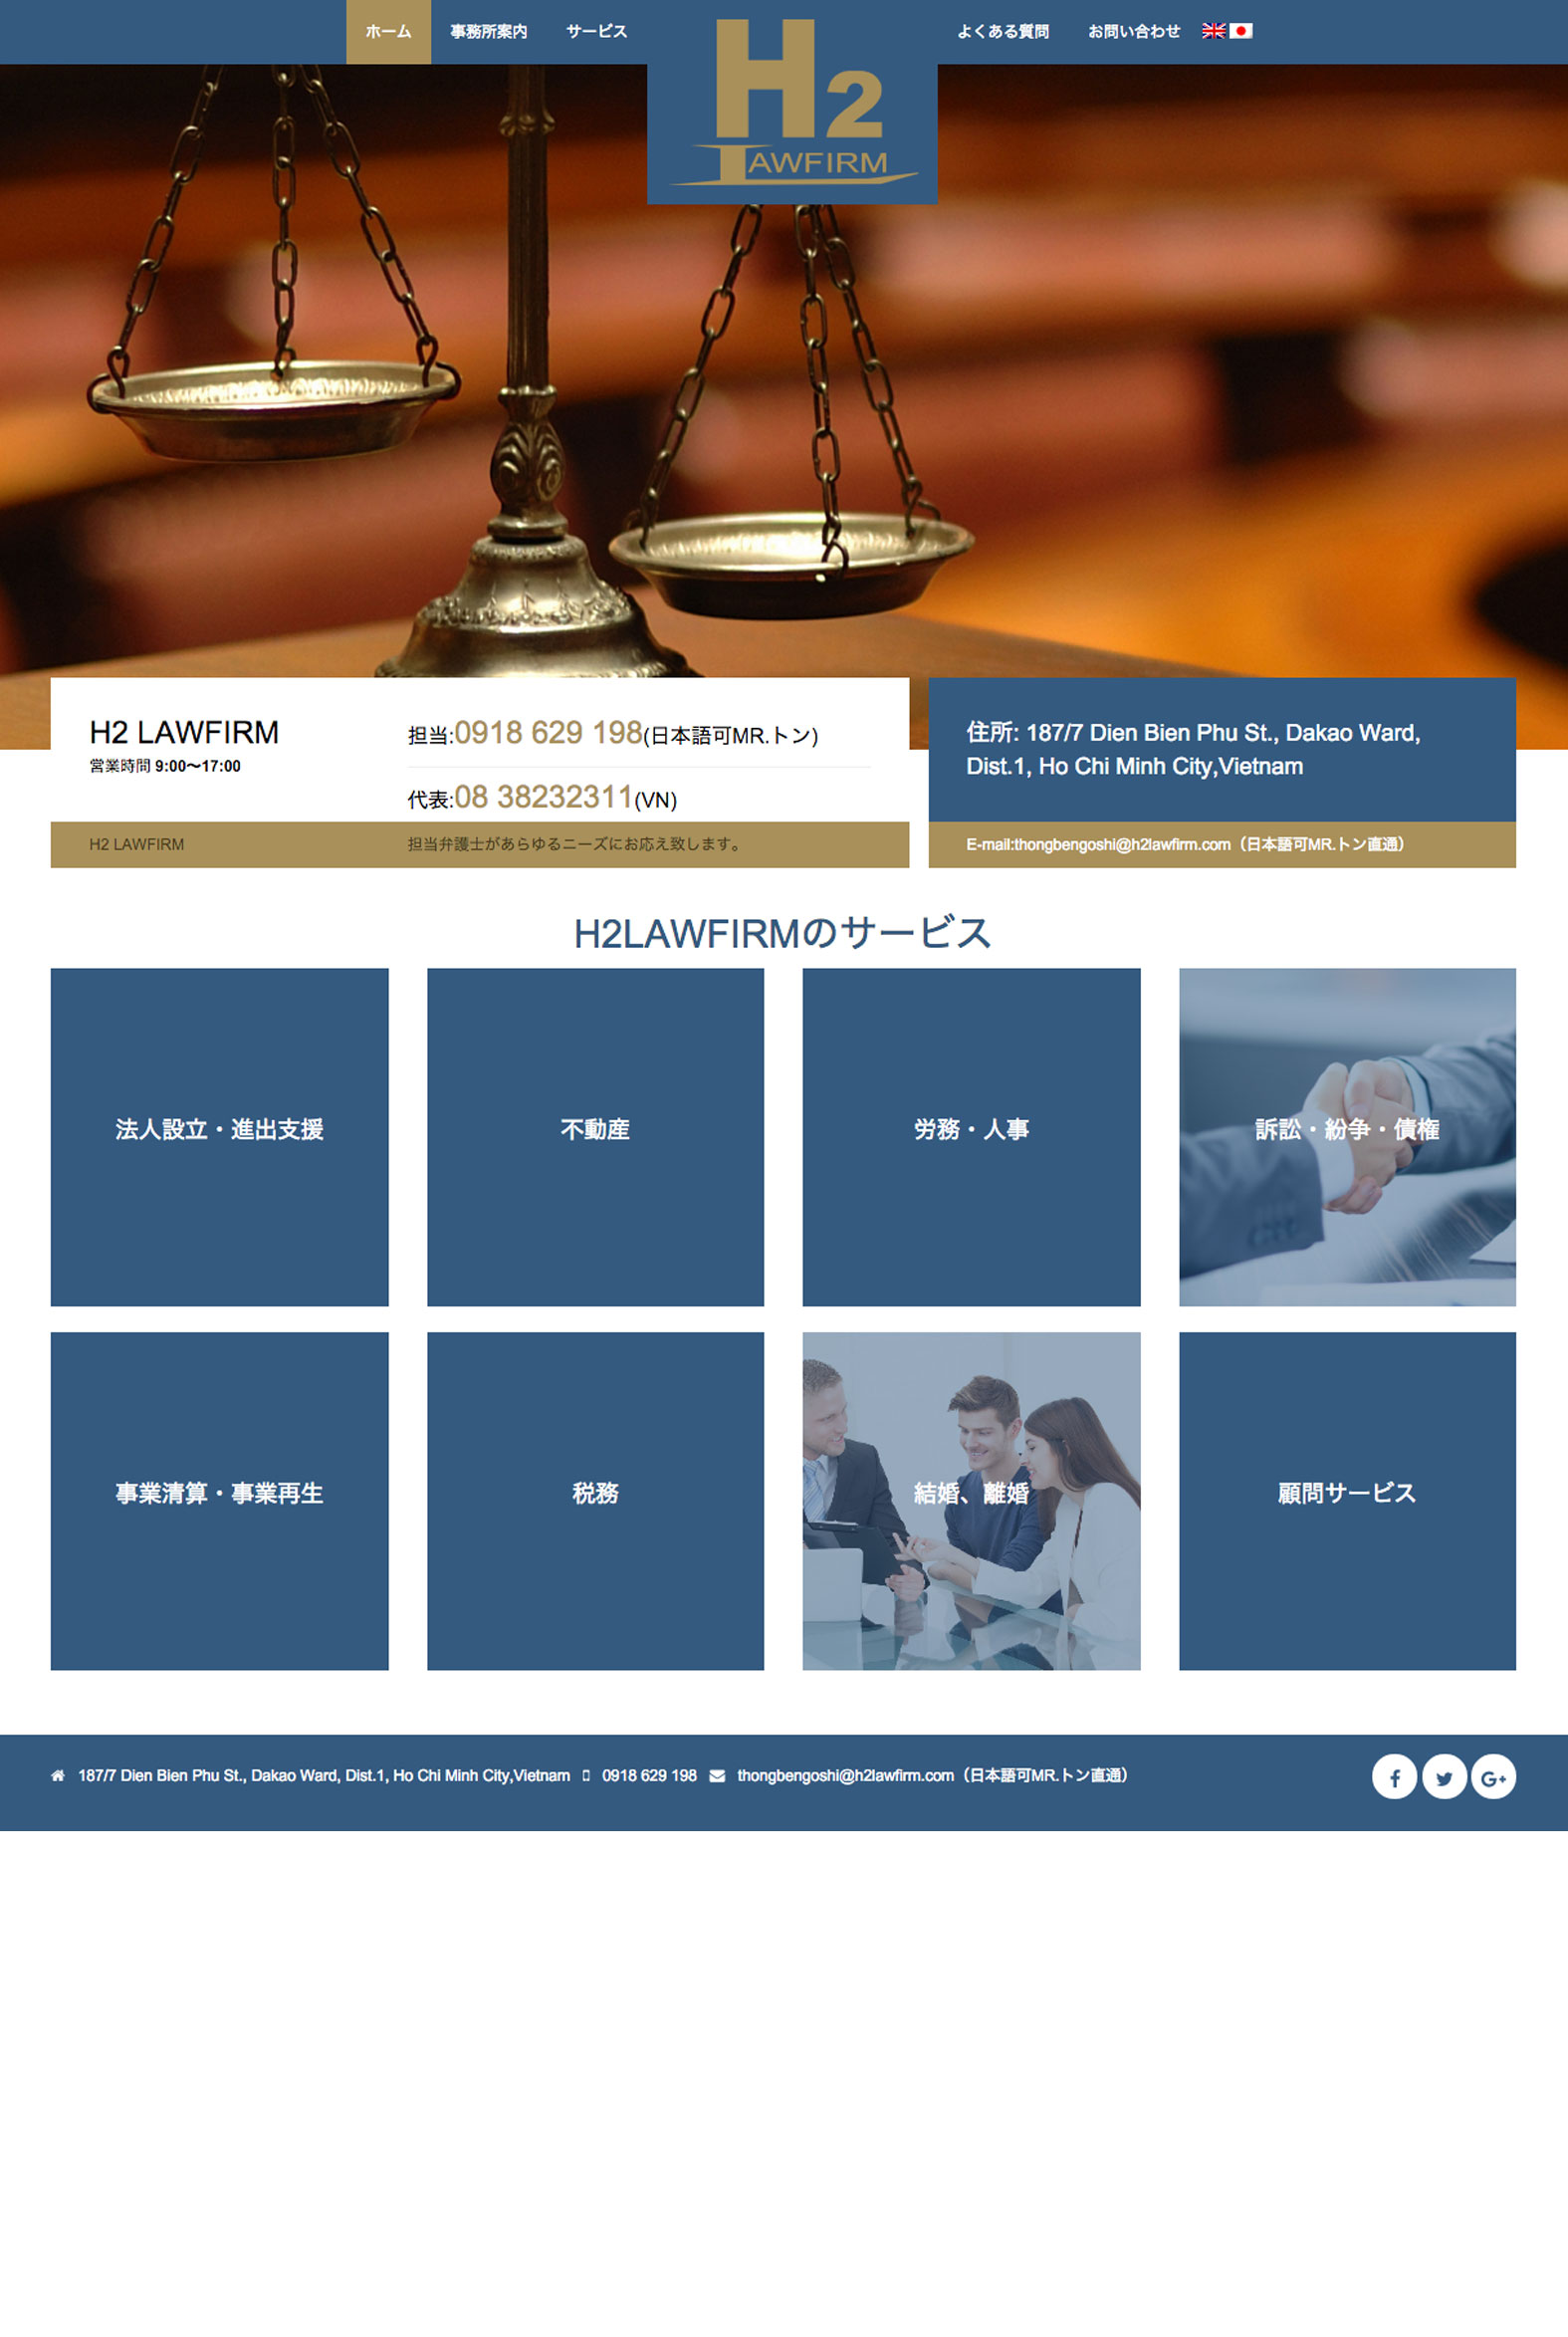 ホーム 事務所案内 サービス よくある質問 お問い合わせ
H2
LAWFIRM
H2 LAWFIRM
営業時間 9:00〜17:00
担当:0918 629 198(日本語可MR.トン)
代表:08 38232311(VN)
H2 LAWFIRM 担当弁護士があらゆるニーズにお応え致します。
住所: 187/7 Dien Bien Phu St., Dakao Ward,
Dist.1, Ho Chi Minh City,Vietnam
E-mail:thongbengoshi@h2lawfirm.com（日本語可MR.トン直通）
H2LAWFIRMのサービス
法人設立・進出支援 不動産 労務・人事 訴訟・紛争・債権
事業清算・事業再生 税務 結婚、離婚 顧問サービス
187/7 Dien Bien Phu St., Dakao Ward, Dist.1, Ho Chi Minh City,Vietnam 0918 629 198 thongbengoshi@h2lawfirm.com（日本語可MR.トン直通） f G+